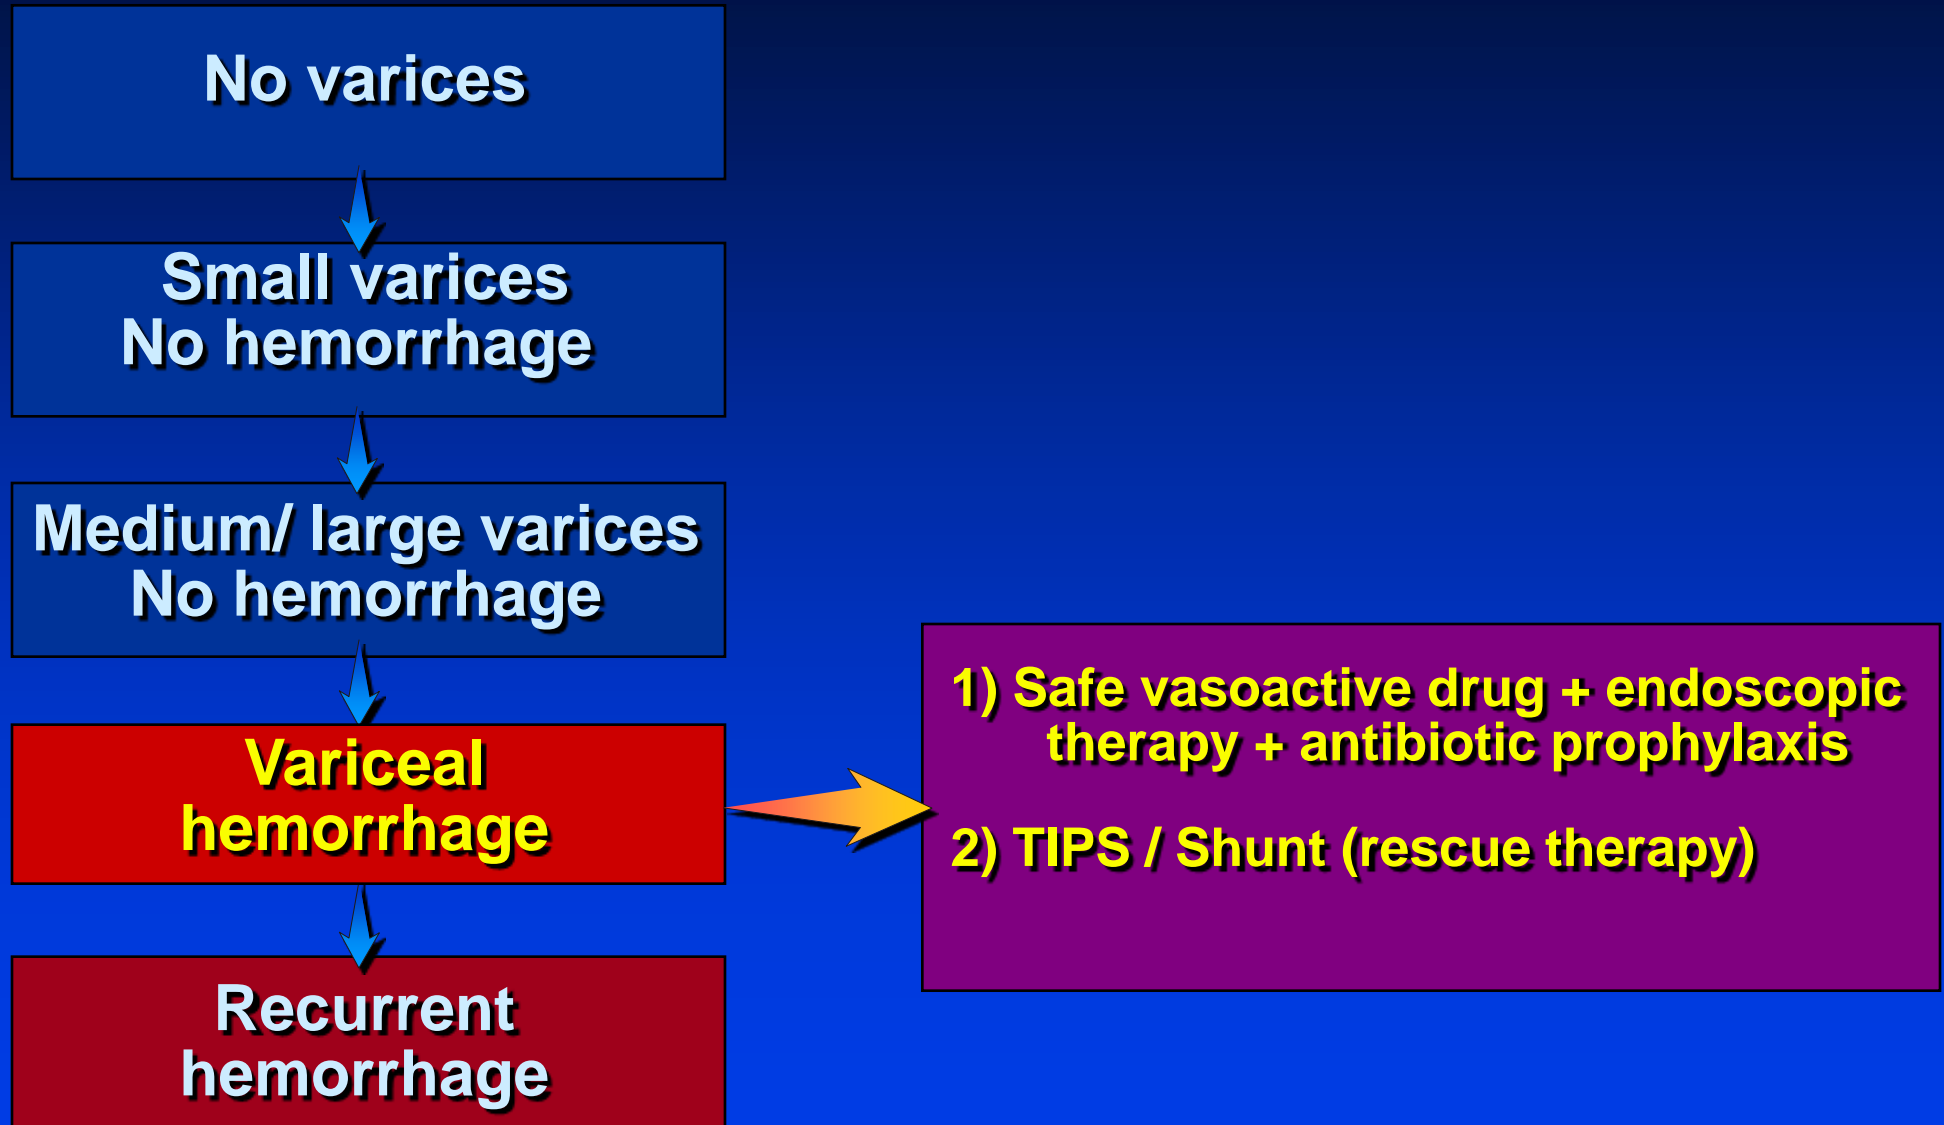 No varices
Small varices
No hemorrhage
Medium/ large varices
No hemorrhage
Variceal
hemorrhage
1) Safe vasoactive drug + endoscopic
therapy + antibiotic prophylaxis
2) TIPS / Shunt (rescue therapy)
Recurrent
hemorrhage